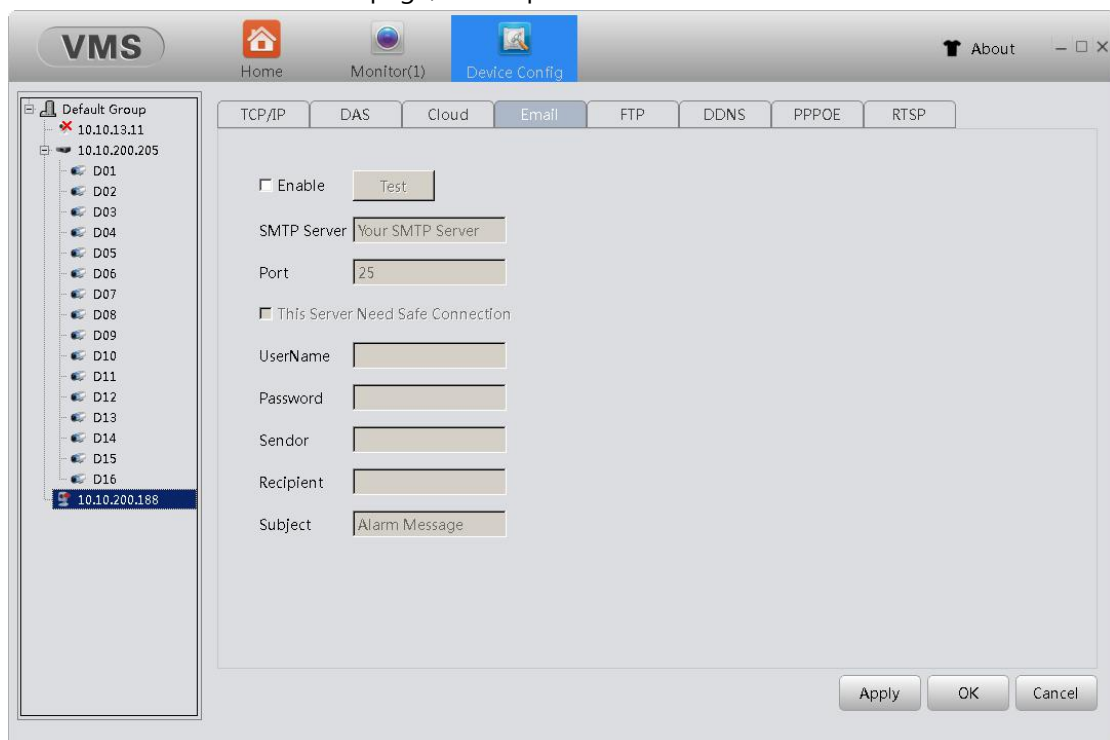 VMS
Home
Monitor(1)
Device Config
About
Default Group
10.10.13.11
10.10.200.205
D01
D02
D03
D04
D05
D06
D07
D08
D09
D10
D11
D12
D13
D14
D15
D16
10.10.200.188
TCP/IP
DAS
Cloud
Email
FTP
DDNS
PPPOE
RTSP
Enable
Test
SMTP Server
Your SMTP Server
Port
25
This Server Need Safe Connection
UserName
Password
Sendor
Recipient
Subject
Alarm Message
Apply
OK
Cancel